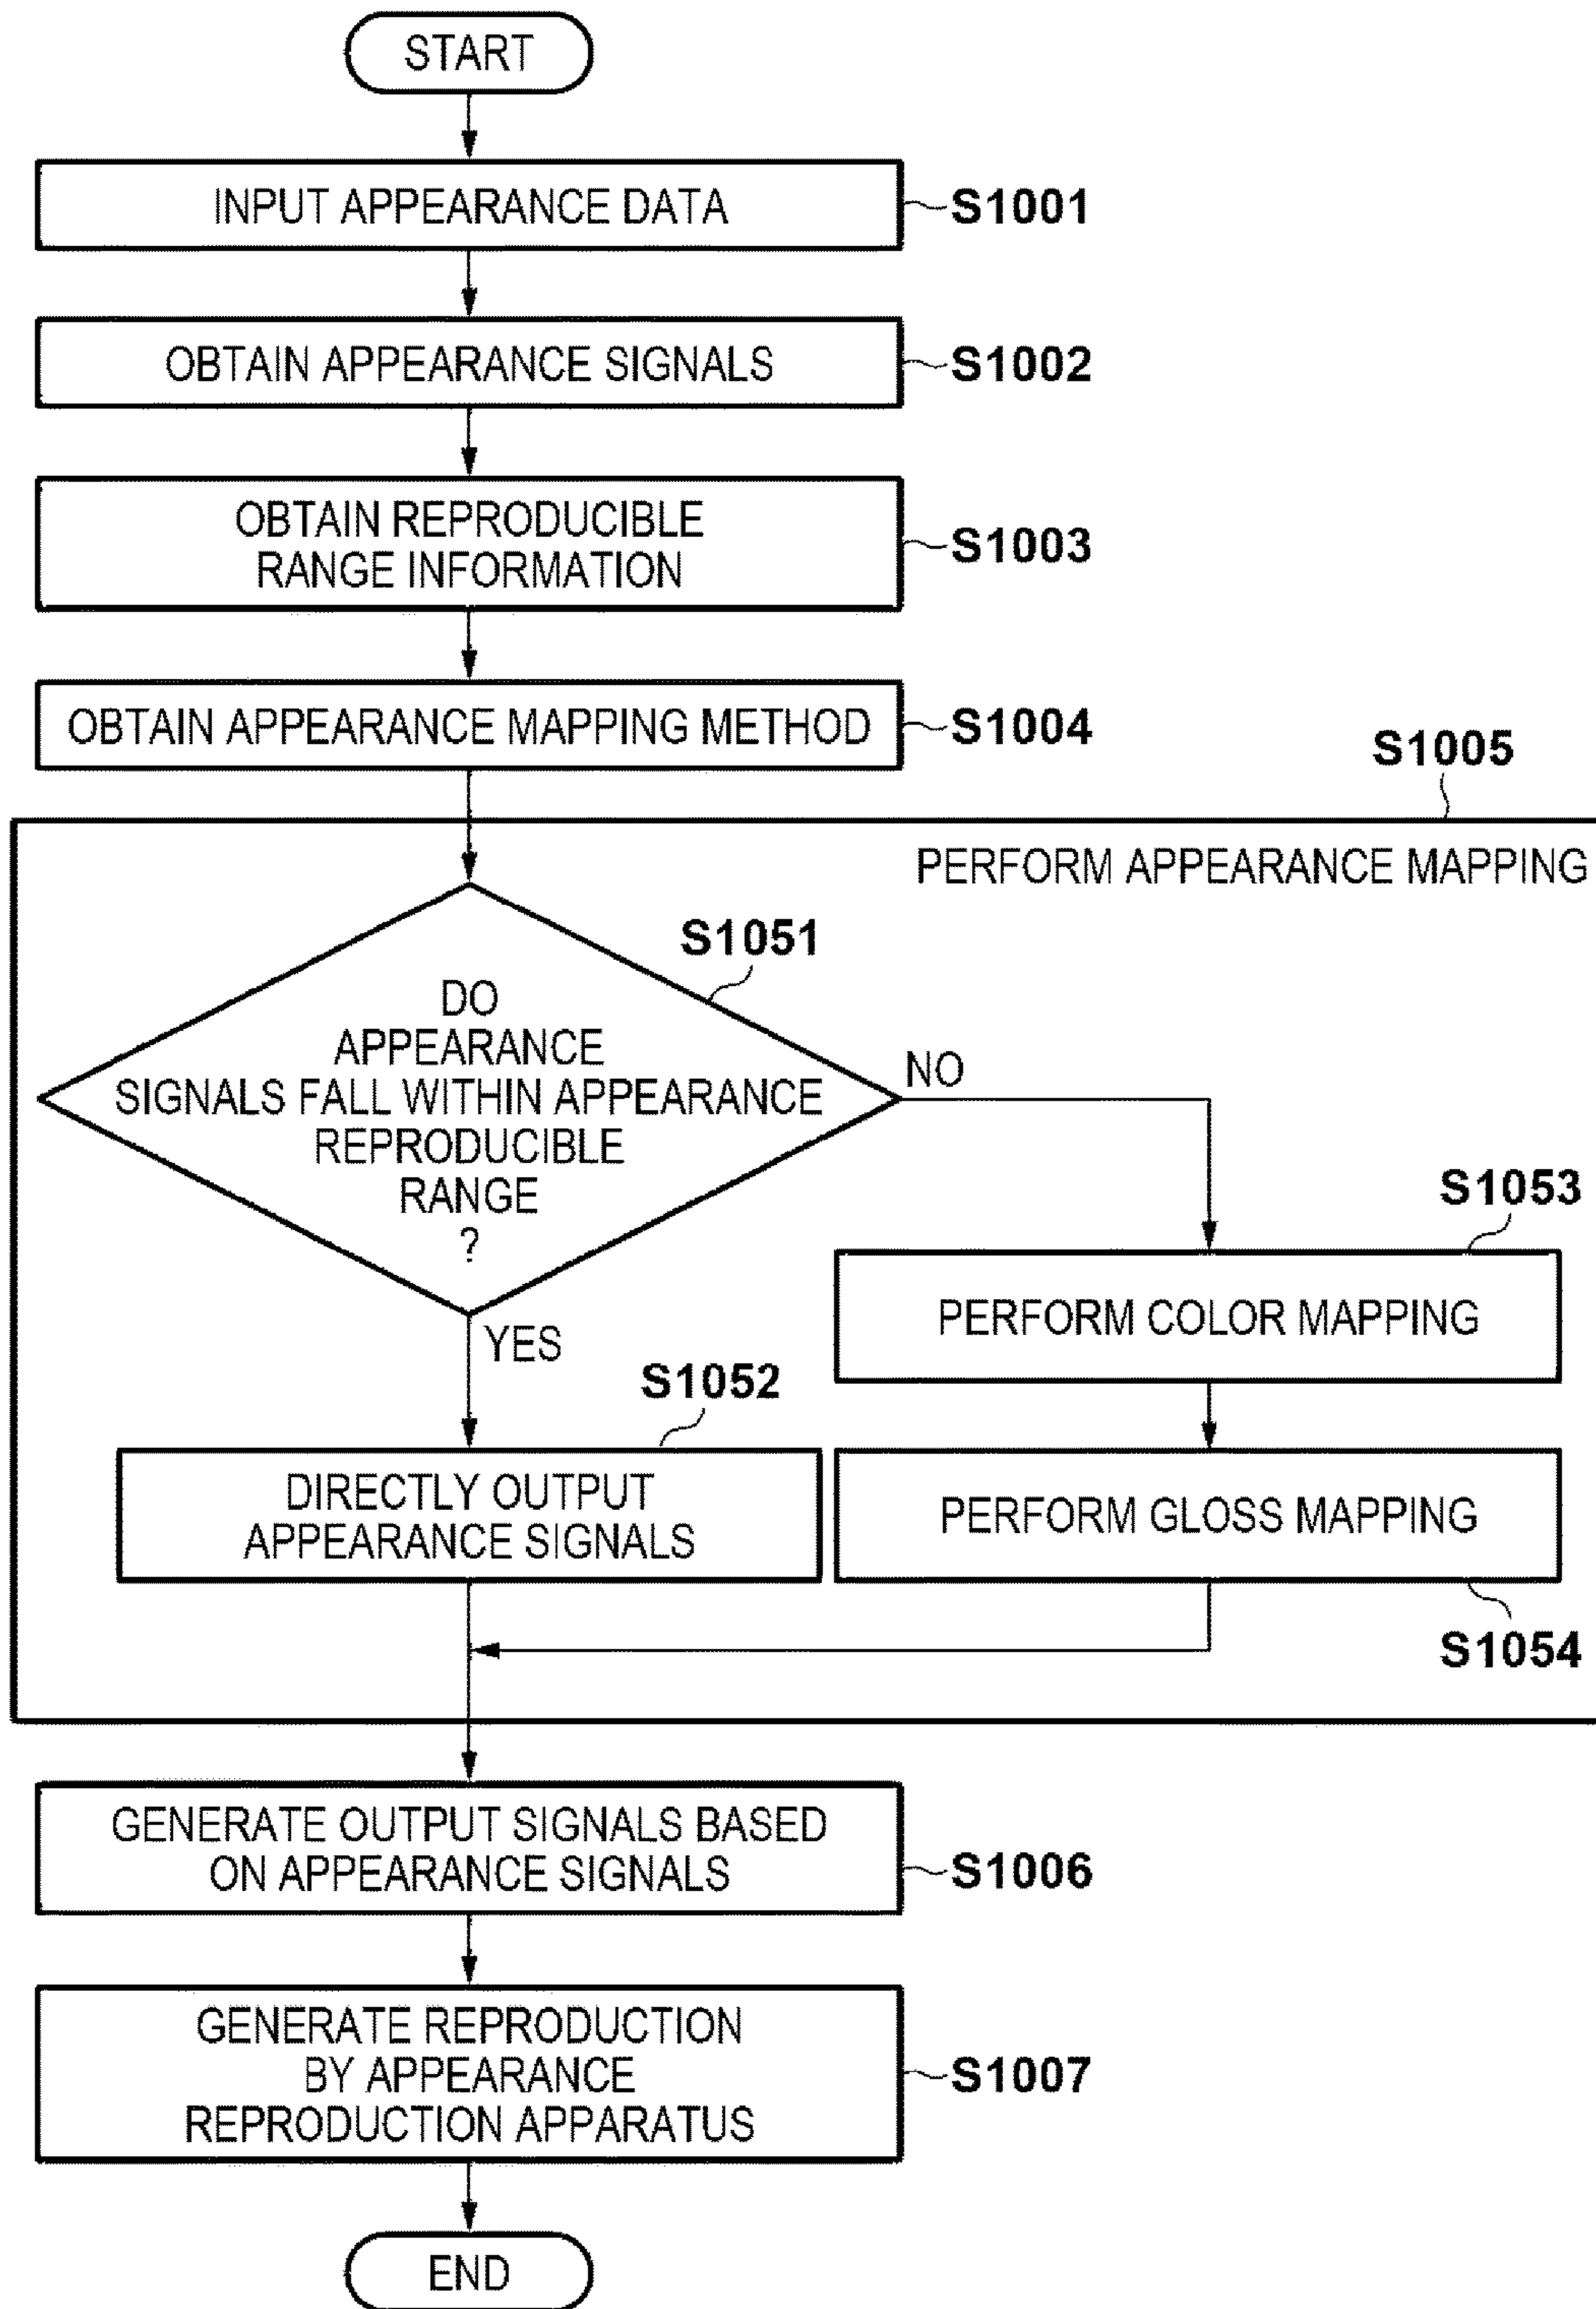 START
INPUT APPEARANCE DATA
S1001
OBTAIN APPEARANCE SIGNALS
S1002
OBTAIN REPRODUCIBLE
RANGE INFORMATION
S1003
OBTAIN APPEARANCE MAPPING METHOD
S1004
S1005
PERFORM APPEARANCE MAPPING
S1051
DO
APPEARANCE
SIGNALS FALL WITHIN APPEARANCE
REPRODUCIBLE
RANGE
?
NO
YES
S1053
PERFORM COLOR MAPPING
S1052
DIRECTLY OUTPUT
APPEARANCE SIGNALS
PERFORM GLOSS MAPPING
S1054
GENERATE OUTPUT SIGNALS BASED
ON APPEARANCE SIGNALS
S1006
GENERATE REPRODUCTION
BY APPEARANCE
REPRODUCTION APPARATUS
S1007
END